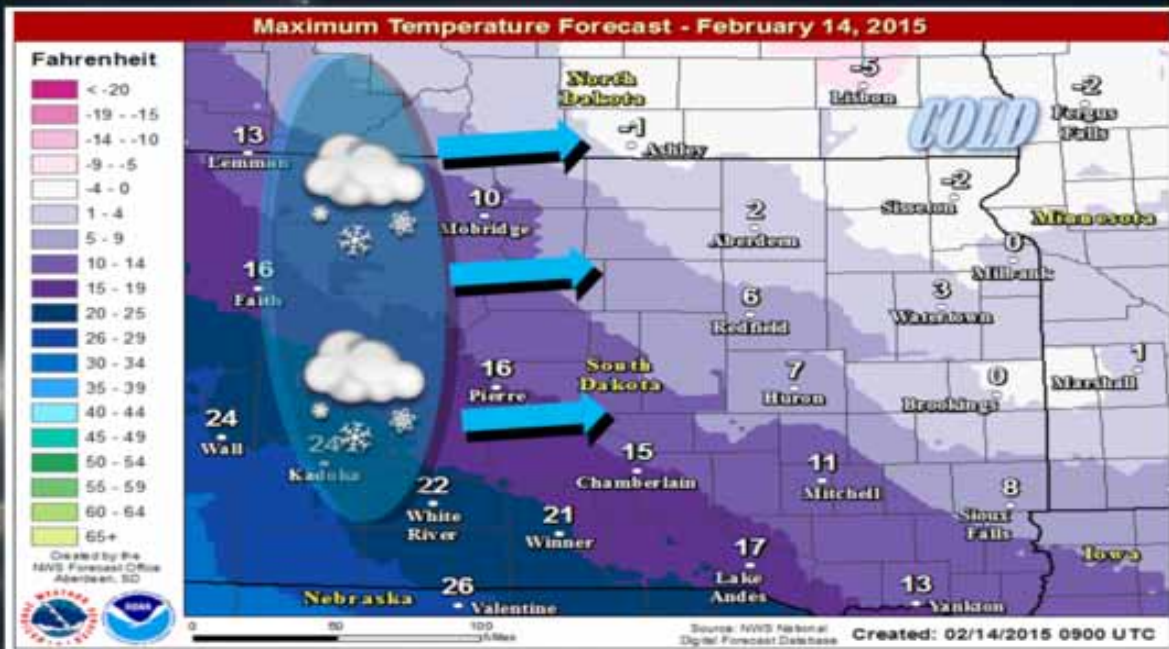 Maximum Temperature Forecast - February 14, 2015
Fahrenheit
< -20
-19 - -15
-14 - -10
-9 - -5
-4 - 0
1 - 4
5 - 9
10 - 14
15 - 19
20 - 25
26 - 29
30 - 34
35 - 39
40 - 44
45 - 49
50 - 54
55 - 59
60 - 64
65+
Created by the
NWS Forecast Office
Aberdeen, SD
North
Dakota
-5
Lisbon
COLD
-2
Fergus
Falls
13
Lemmon
-1
Ashley
10
Mobridge
2
Aberdeen
-2
Sisseton
Minnesota
0
Milbank
16
Faith
6
Redfield
3
Watertown
16
Pierre
South
Dakota
7
Huron
0
Brookings
1
Marshall
24
Wall
24
Kadoka
15
Chamberlain
11
Mitchell
8
Sioux
Falls
22
White
River
21
Winner
17
Lake
Andes
Iowa
Nebraska
26
Valentine
13
Yankton
0 50 100
Miles
Source: NWS National
Digital Forecast Database
Created: 02/14/2015 0900 UTC